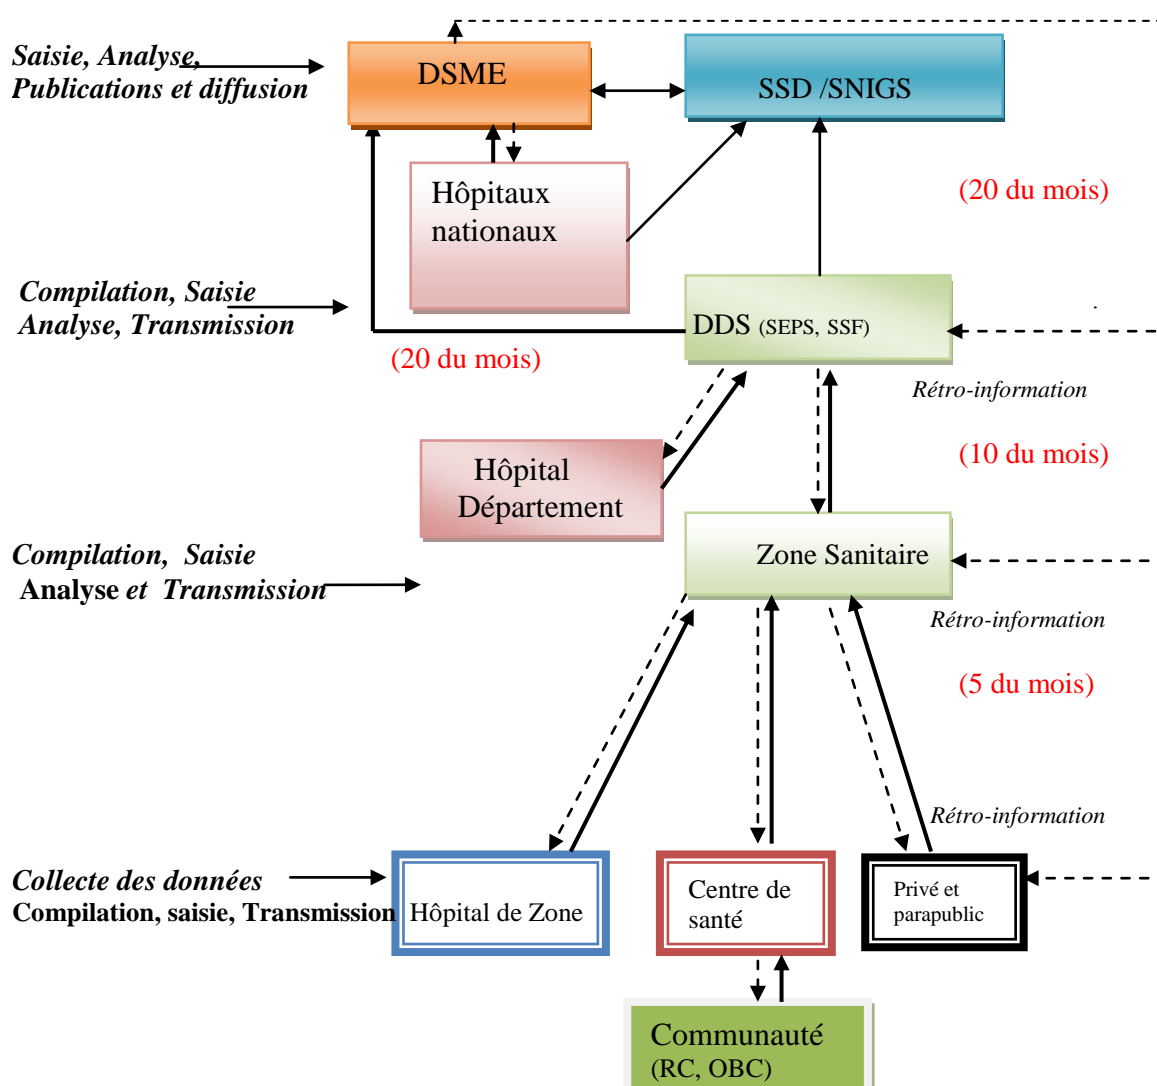 Saisie, Analyse,
Publications et diffusion
DSME
SSD /SNIGS
Hôpitaux
nationaux
(20 du mois)
Compilation, Saisie
Analyse, Transmission
DDS (SEPS, SSF)
(20 du mois)
Rétro-information
(10 du mois)
Hôpital
Département
Compilation, Saisie
Analyse et Transmission
Zone Sanitaire
Rétro-information
(5 du mois)
Rétro-information
Collecte des données
Compilation, saisie, Transmission
Hôpital de Zone
Centre de
santé
Privé et
parapublic
Communauté
(RC, OBC)